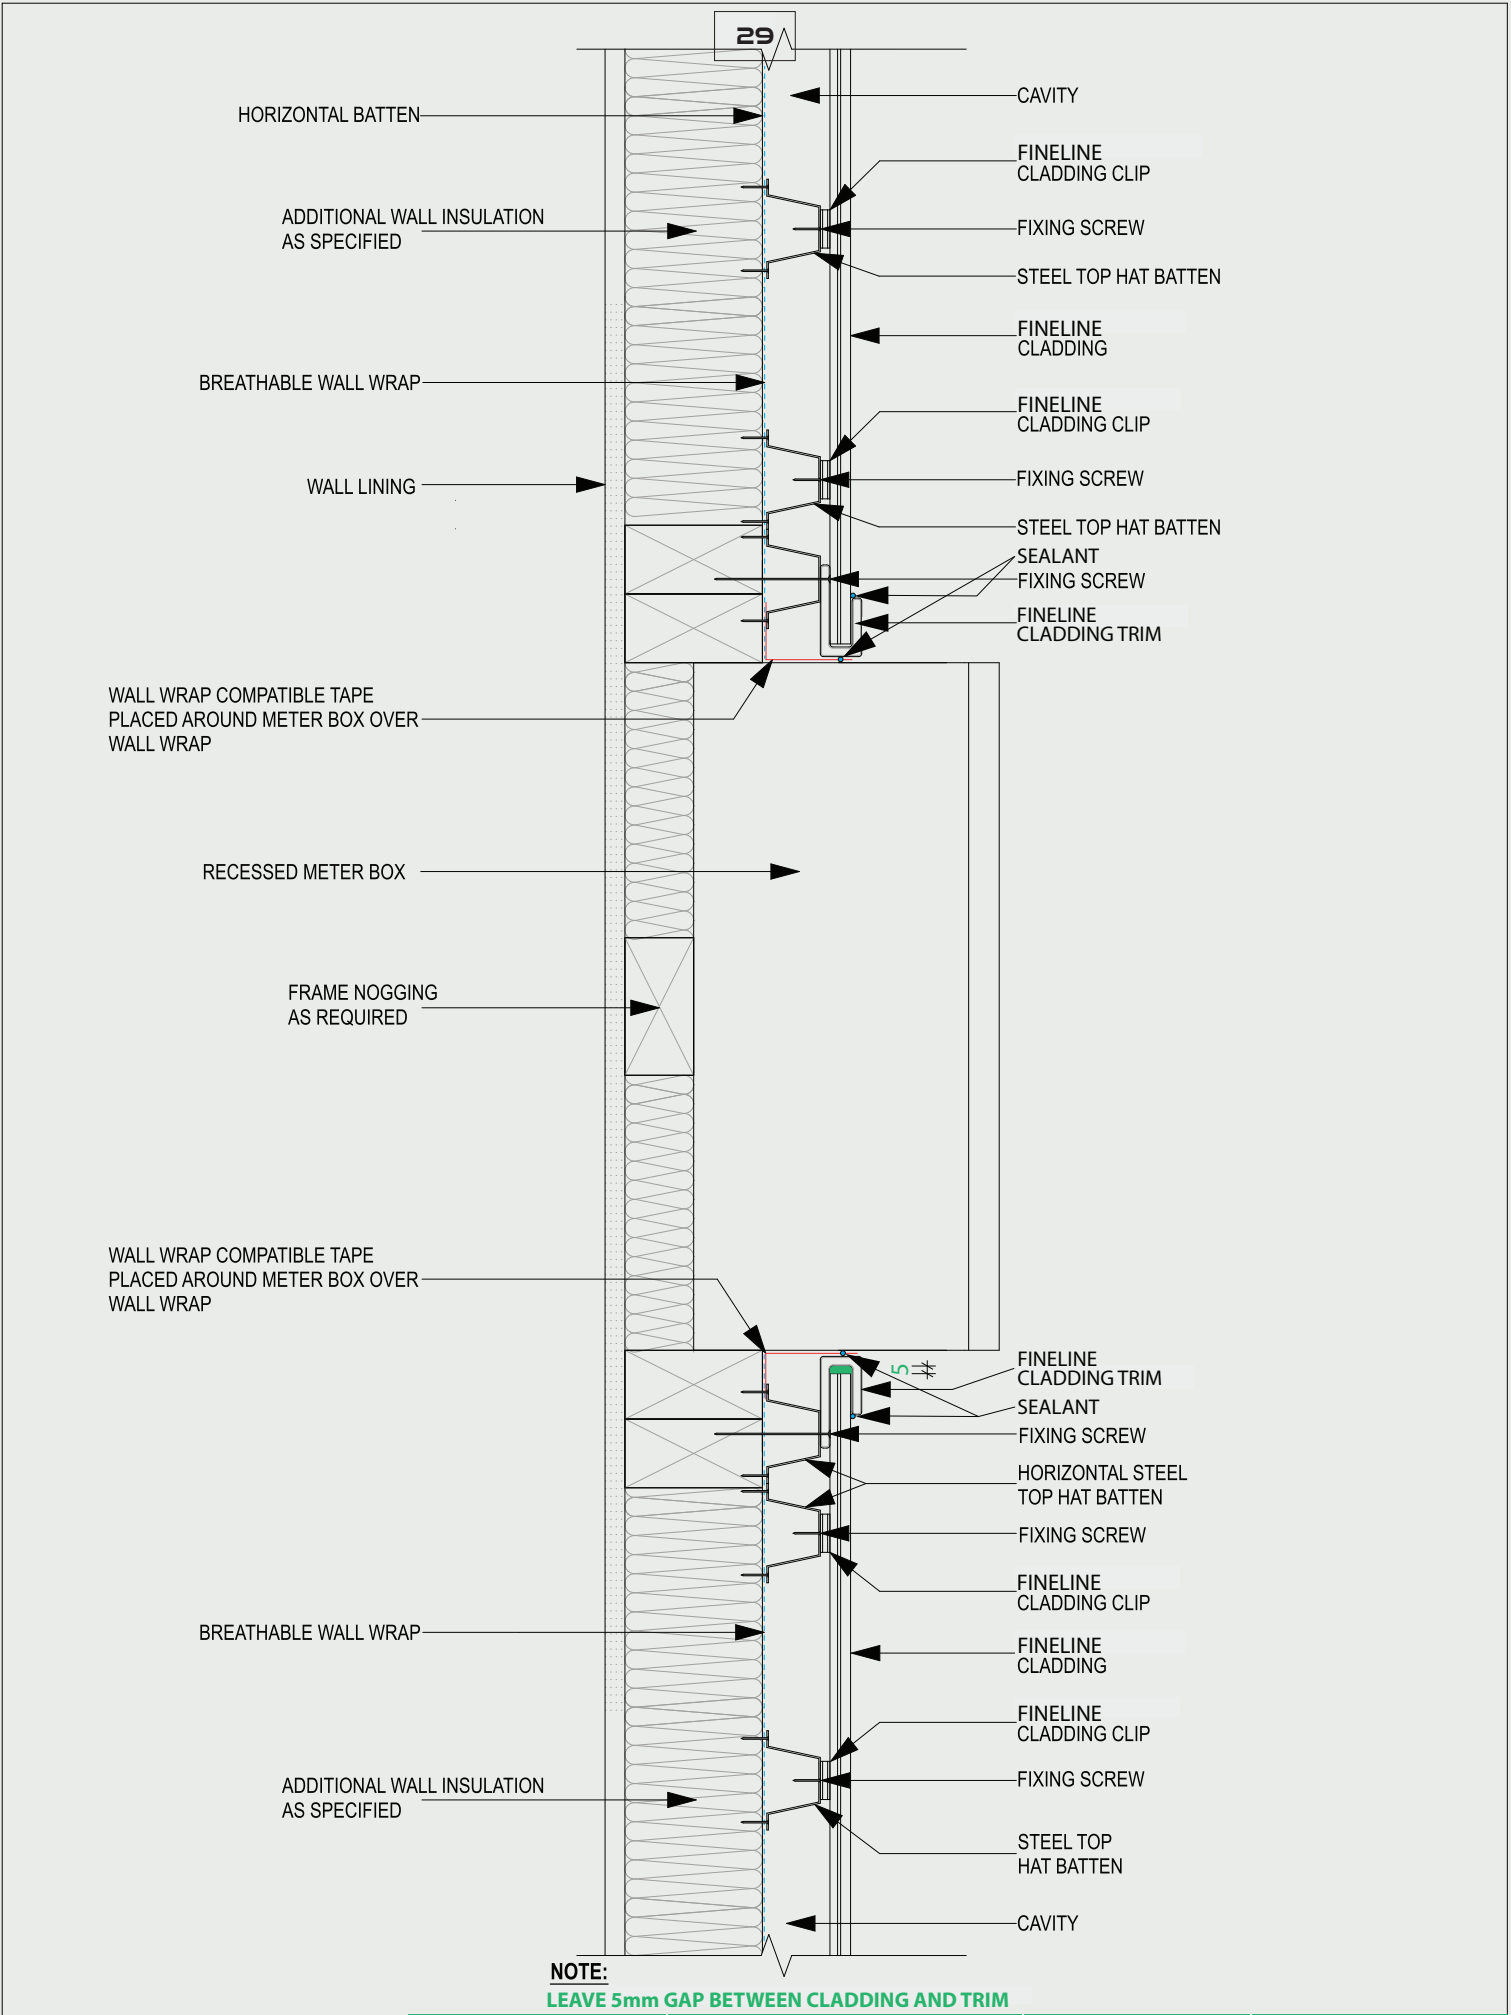 29
HORIZONTAL BATTEN
CAVITY
FINELINE
CLADDING CLIP
ADDITIONAL WALL INSULATION
AS SPECIFIED
FIXING SCREW
STEEL TOP HAT BATTEN
FINELINE
CLADDING
BREATHABLE WALL WRAP
FINELINE
CLADDING CLIP
WALL LINING
FIXING SCREW
STEEL TOP HAT BATTEN
SEALANT
FIXING SCREW
FINELINE
CLADDING TRIM
WALL WRAP COMPATIBLE TAPE
PLACED AROUND METER BOX OVER
WALL WRAP
RECESSED METER BOX
FRAME NOGGING
AS REQUIRED
WALL WRAP COMPATIBLE TAPE
PLACED AROUND METER BOX OVER
WALL WRAP
5
FINELINE
CLADDING TRIM
SEALANT
FIXING SCREW
HORIZONTAL STEEL
TOP HAT BATTEN
FIXING SCREW
FINELINE
CLADDING CLIP
BREATHABLE WALL WRAP
FINELINE
CLADDING
FINELINE
CLADDING CLIP
ADDITIONAL WALL INSULATION
AS SPECIFIED
FIXING SCREW
STEEL TOP
HAT BATTEN
CAVITY
NOTE:
LEAVE 5mm GAP BETWEEN CLADDING AND TRIM